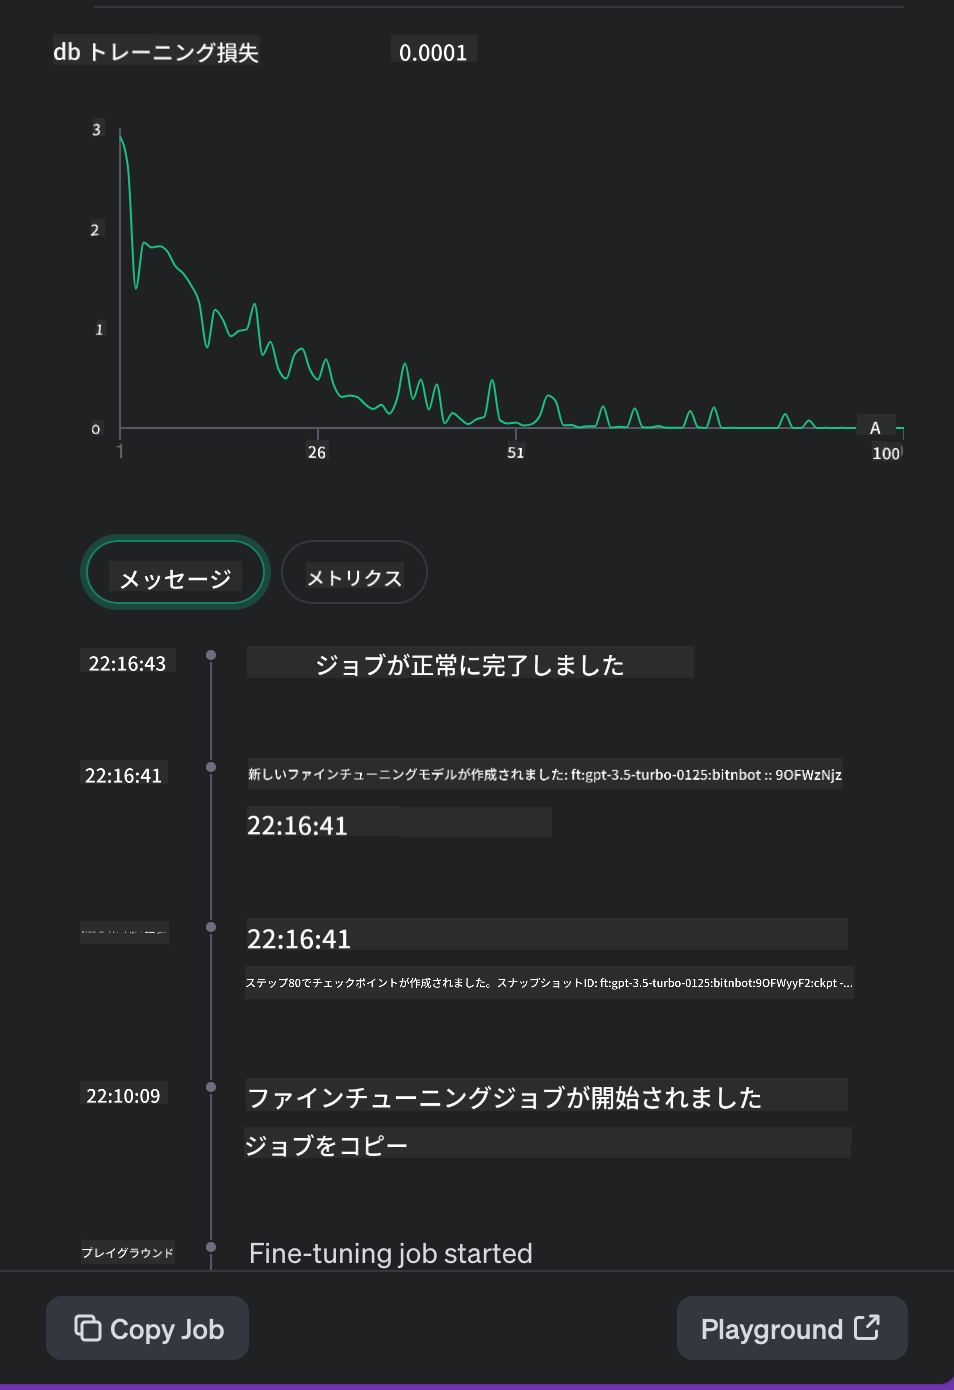 db トレーニング損失 0.0001
3
2
1
0
1 26 51 100
A
メッセージ メトリクス
22:16:43 ジョブが正常に完了しました
22:16:41 新しいファインチューニングモデルが作成されました: ft:gpt-3.5-turbo-0125:bitnbot :: 9OFWzNjz
22:16:41
22:16:41
ステップ80でチェックポイントが作成されました。スナップショットID: ft:gpt-3.5-turbo-0125:bitnbot:9OFWyyF2:ckpt -...
22:10:09 ファインチューニングジョブが開始されました
ジョブをコピー
プレイグラウンド Fine-tuning job started
Copy Job Playground